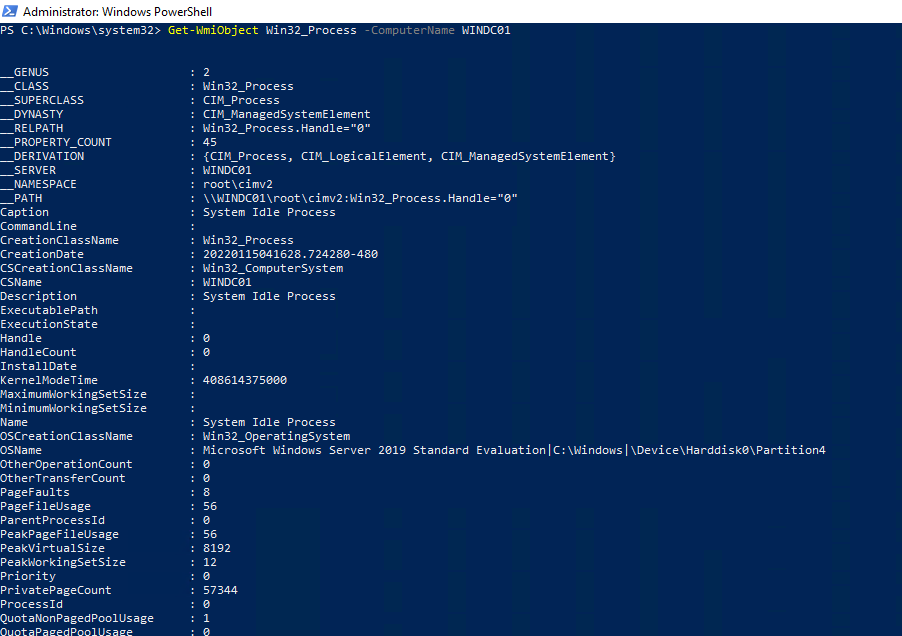 Administrator: Windows PowerShell
PS C:\Windows\system32> Get-WmiObject Win32_Process -ComputerName WINDC01
__GENUS : 2
__CLASS : Win32_Process
__SUPERCLASS : CIM_Process
__DYNASTY : CIM_ManagedSystemElement
__RELPATH : Win32_Process.Handle="0"
__PROPERTY_COUNT : 45
__DERIVATION : {CIM_Process, CIM_LogicalElement, CIM_ManagedSystemElement}
__SERVER : WINDC01
__NAMESPACE : root\cimv2
__PATH : \\WINDC01\root\cimv2:Win32_Process.Handle="0"
Caption : System Idle Process
CommandLine :
CreationClassName : Win32_Process
CreationDate : 20220115041628.724280-480
CSCreationClassName : Win32_ComputerSystem
CSName : WINDC01
Description : System Idle Process
ExecutablePath :
ExecutionState :
Handle : 0
HandleCount : 0
InstallDate :
KernelModeTime : 408614375000
MaximumWorkingSetSize :
MinimumWorkingSetSize :
Name : System Idle Process
OSCreationClassName : Win32_OperatingSystem
OSName : Microsoft Windows Server 2019 Standard Evaluation|C:\Windows|\Device\Harddisk0\Partition4
OtherOperationCount : 0
OtherTransferCount : 0
PageFaults : 8
PageFileUsage : 56
ParentProcessId : 0
PeakPageFileUsage : 56
PeakVirtualSize : 8192
PeakWorkingSetSize : 12
Priority : 0
PrivatePageCount : 57344
ProcessId : 0
QuotaNonPagedPoolUsage : 1
QuotaPagedPoolUsage : 0